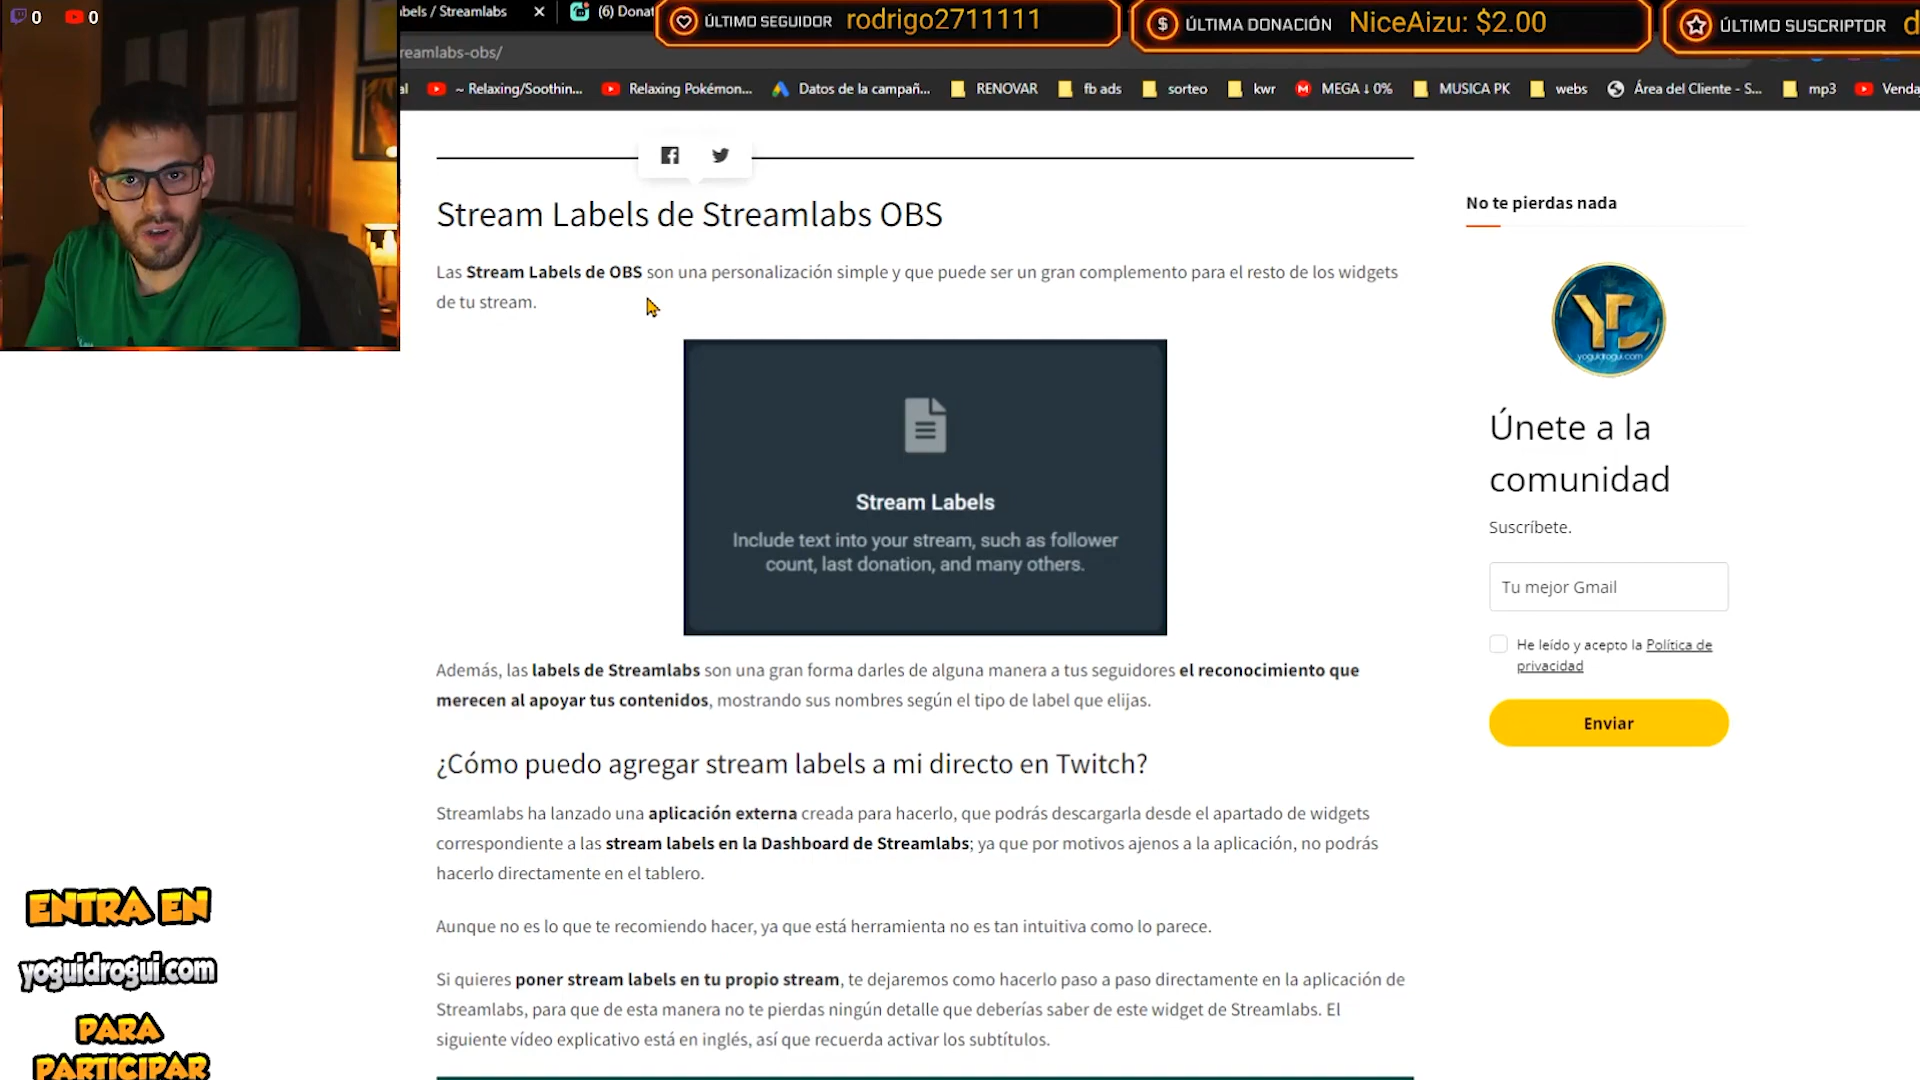 0 0
abels / Streamlabs
(6) Donat
ÚLTIMO SEGUIDOR rodrigo2711111
ÚLTIMA DONACIÓN NiceAizu: $2.00
ÚLTIMO SUSCRIPTOR d
reamlabs-obs/
al
~ Relaxing/Soothin...
Relaxing Pokémon...
Datos de la campañ...
RENOVAR
fb ads
sorteo
kwr
MEGA ↓ 0%
MUSICA PK
webs
Área del Cliente - S...
mp3
Venda
Stream Labels de Streamlabs OBS
Las Stream Labels de OBS son una personalización simple y que puede ser un gran complemento para el resto de los widgets
de tu stream.
Stream Labels
Include text into your stream, such as follower
count, last donation, and many others.
Además, las labels de Streamlabs son una gran forma darles de alguna manera a tus seguidores el reconocimiento que
merecen al apoyar tus contenidos, mostrando sus nombres según el tipo de label que elijas.
¿Cómo puedo agregar stream labels a mi directo en Twitch?
Streamlabs ha lanzado una aplicación externa creada para hacerlo, que podrás descargarla desde el apartado de widgets
correspondiente a las stream labels en la Dashboard de Streamlabs; ya que por motivos ajenos a la aplicación, no podrás
hacerlo directamente en el tablero.
Aunque no es lo que te recomiendo hacer, ya que está herramienta no es tan intuitiva como lo parece.
Si quieres poner stream labels en tu propio stream, te dejaremos como hacerlo paso a paso directamente en la aplicación de
Streamlabs, para que de esta manera no te pierdas ningún detalle que deberías saber de este widget de Streamlabs. El
siguiente vídeo explicativo está en inglés, así que recuerda activar los subtítulos.
No te pierdas nada
YD
yoguidrogui.com
Únete a la
comunidad
Suscríbete.
Tu mejor Gmail
He leído y acepto la Política de
privacidad
Enviar
ENTRA EN
yoguidrogui.com
PARA
PARTICIPAR